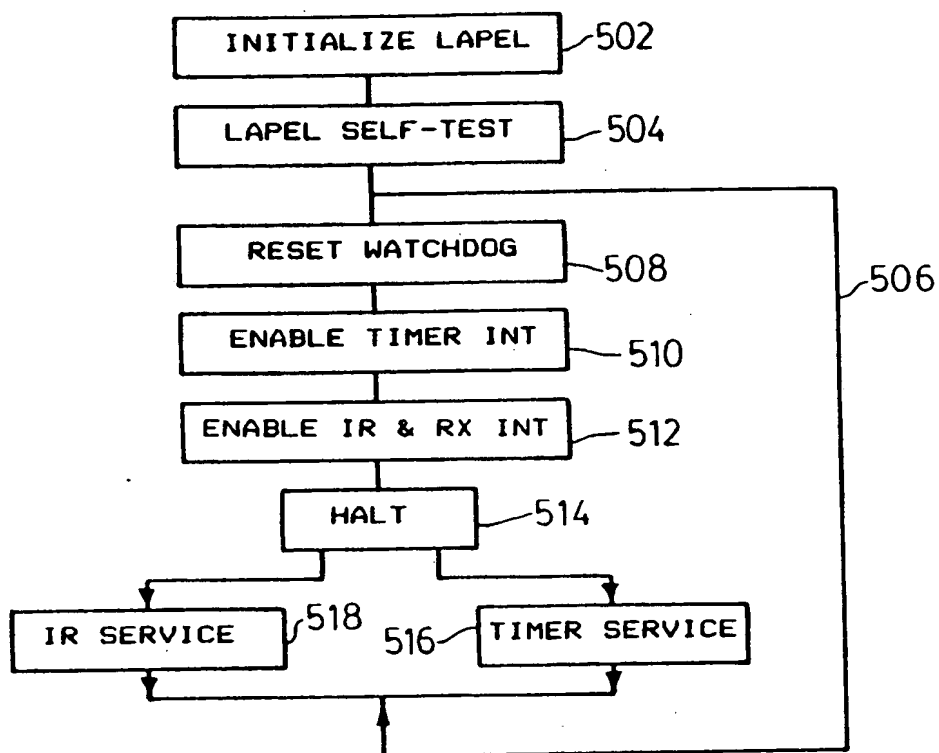 INITIALIZE LAPEL
502
LAPEL SELF-TEST
504
RESET WATCHDOG
508
506
ENABLE TIMER INT
510
ENABLE IR & RX INT
512
HALT
514
IR SERVICE
518
516
TIMER SERVICE